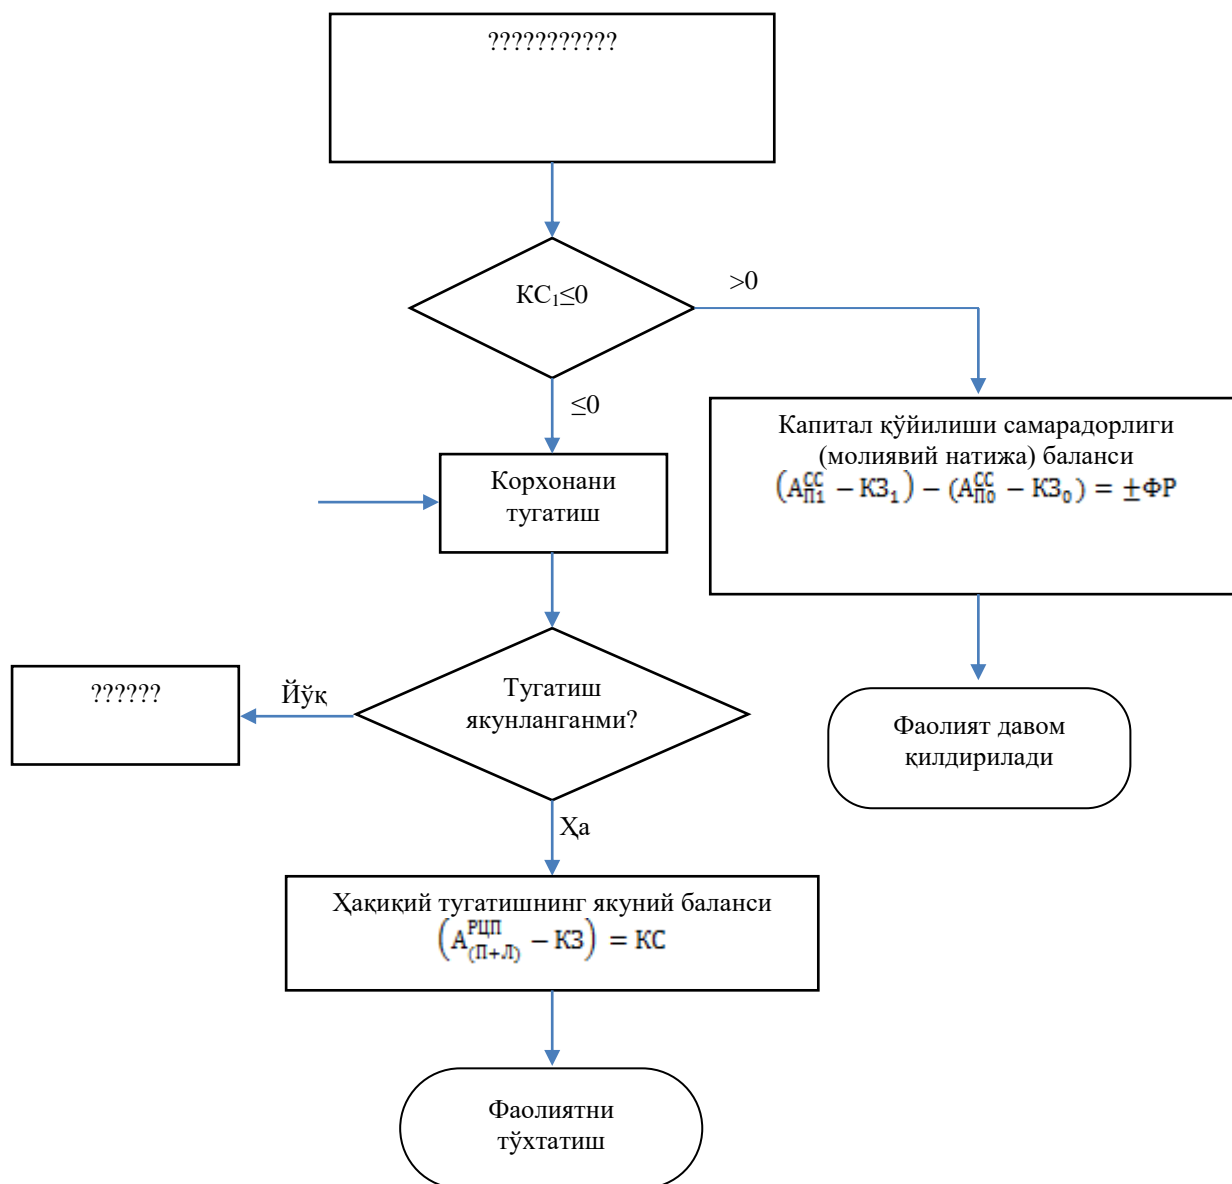 ???????????
КС₁≤0
>0
≤0
Капитал қўйилиши самарадорлиги
(молиявий натижа) баланси
(А^СС_П1 − КЗ₁) − (А^СС_П0 − КЗ₀) = ±ФР
Корхонани
тугатиш
??????
Йўқ
Тугатиш
якунланганми?
Фаолият давом
қилдирилади
Ҳа
Ҳақиқий тугатишнинг якуний баланси
(А^РЦП_(П+Л) − КЗ) = КС
Фаолиятни
тўхтатиш